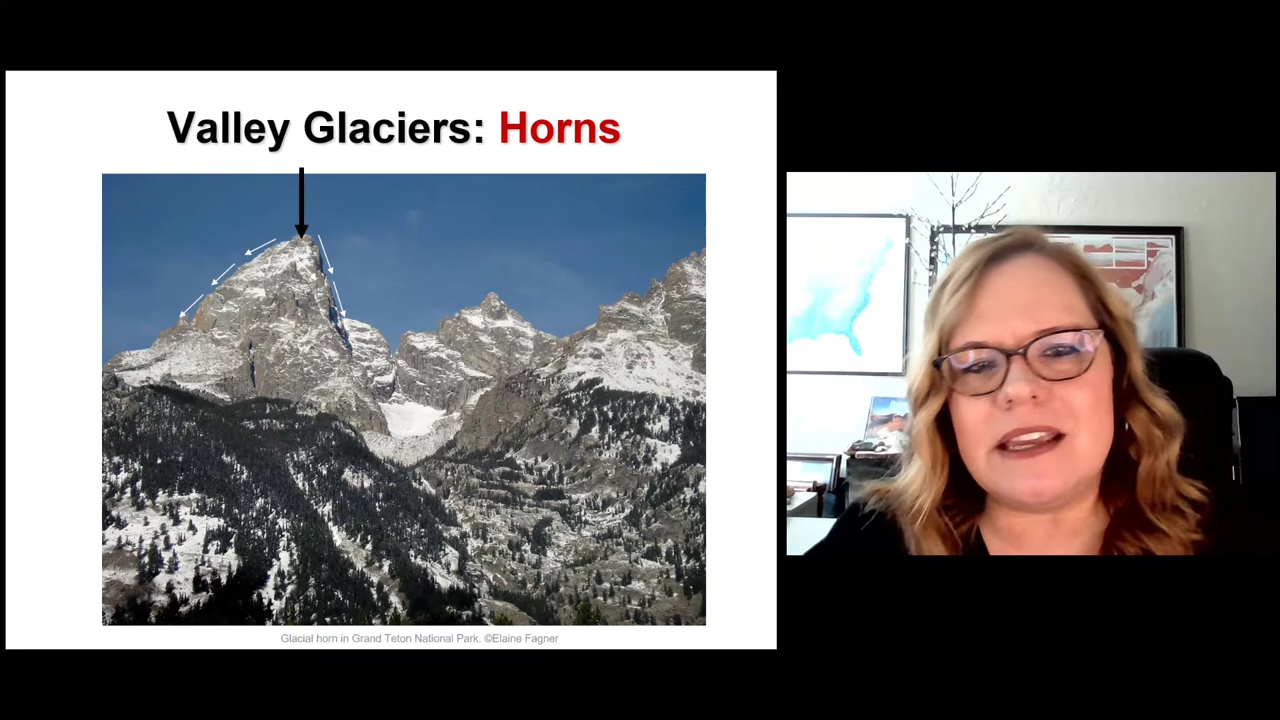 Valley Glaciers: Horns
Glacial horn in Grand Teton National Park. ©Elaine Fagner